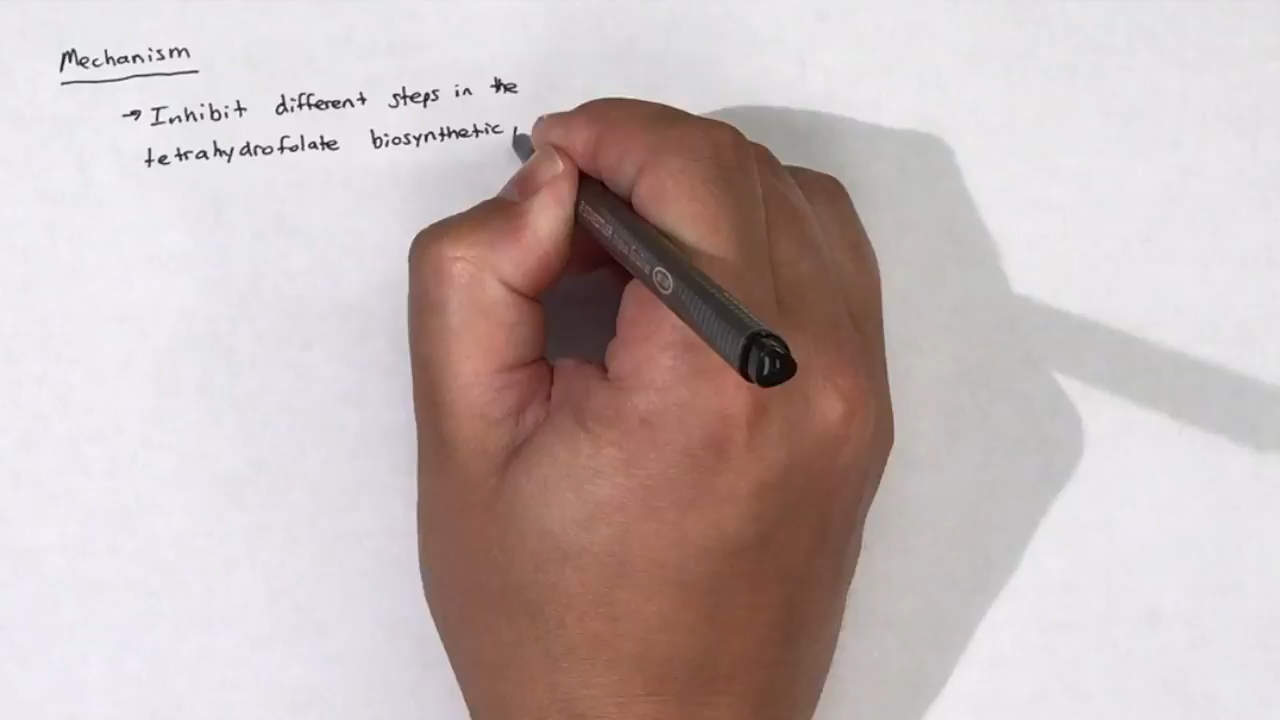 Mechanism
→ Inhibit different steps in the
tetrahydrofolate biosynthetic